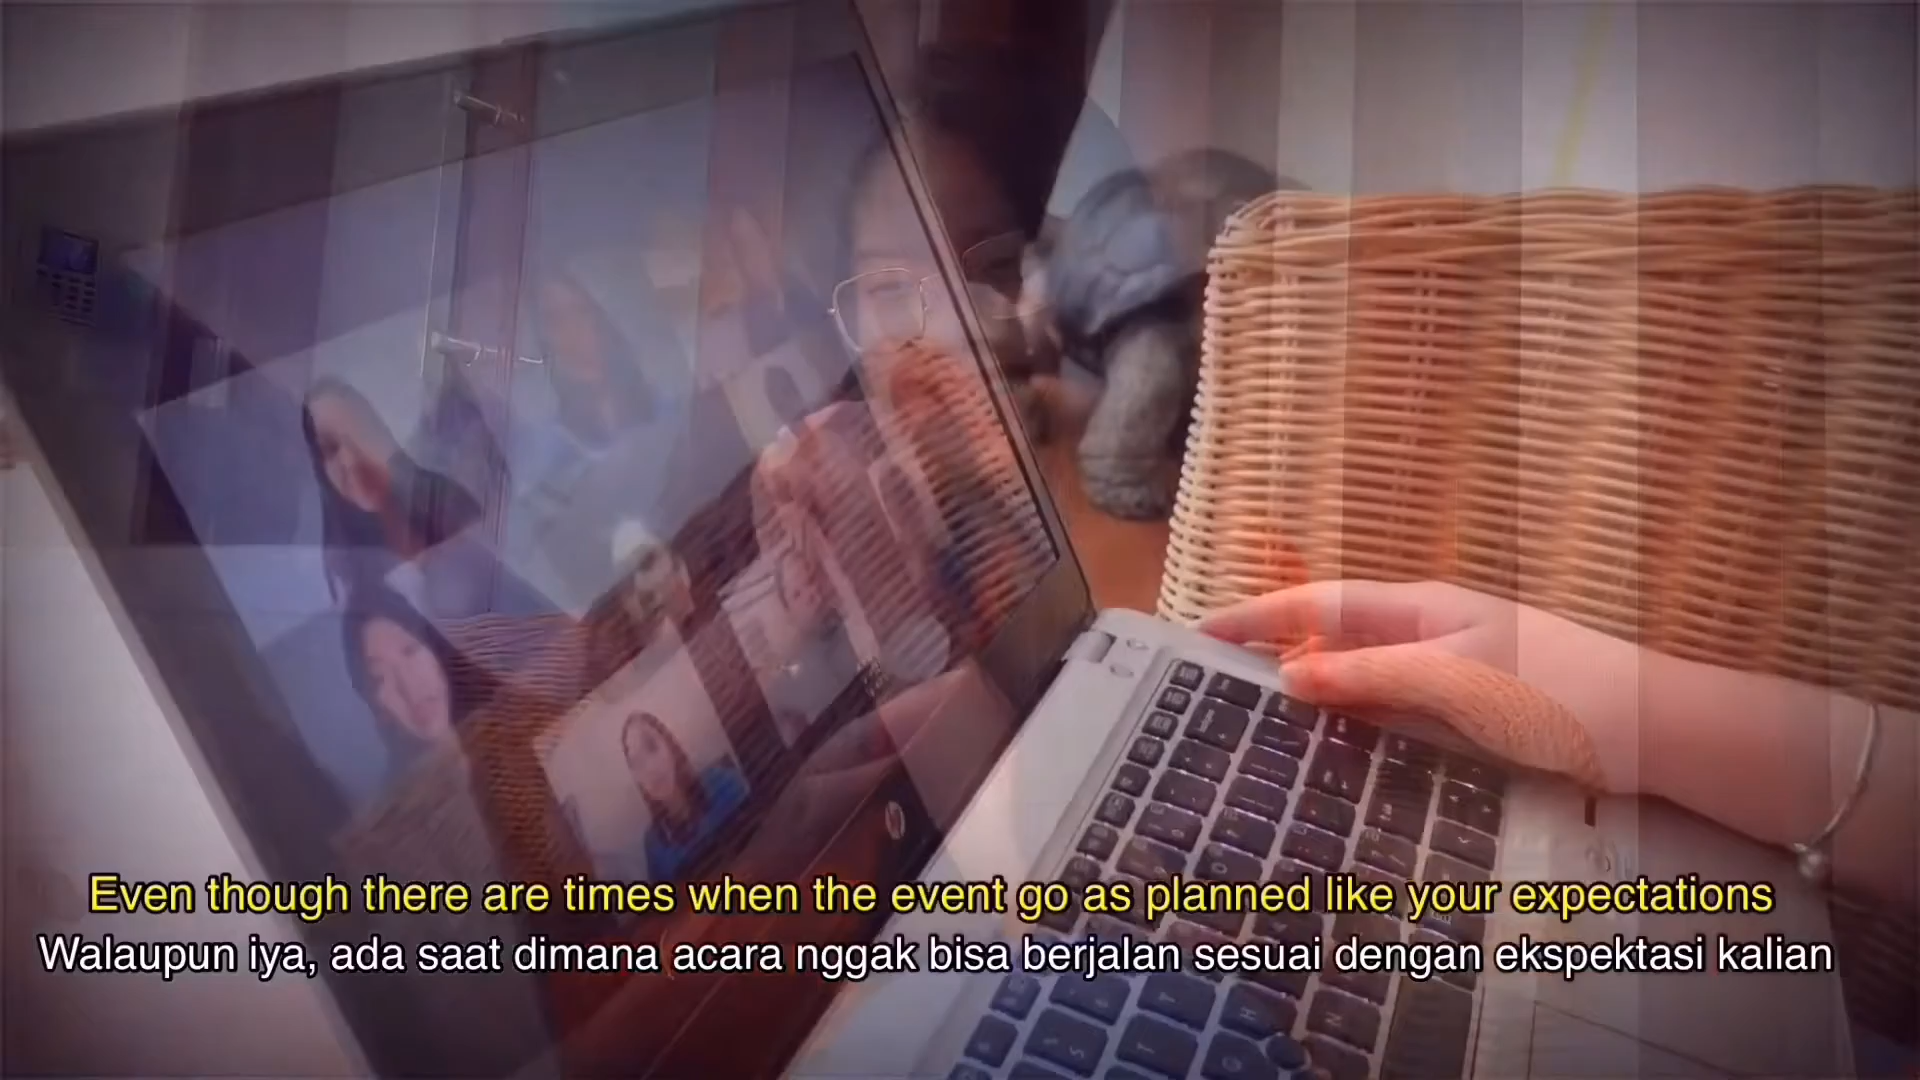 Even though there are times when the event go as planned like your expectations
Walaupun iya, ada saat dimana acara nggak bisa berjalan sesuai dengan ekspektasi kalian